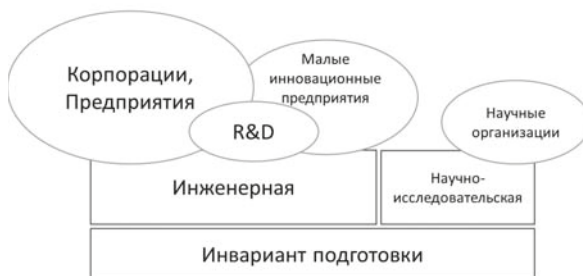 Корпорации,
Предприятия
Малые
инновационные
предприятия
R&D
Научные
организации
Инженерная
Научно-
исследовательская
Инвариант подготовки